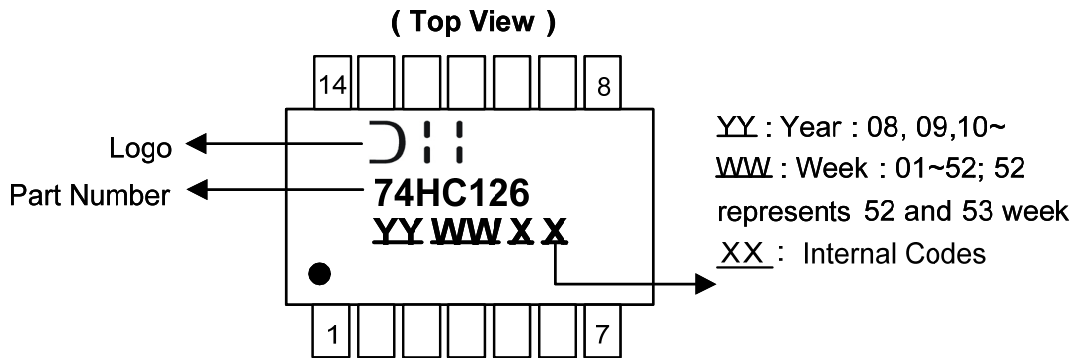 ( Top View )
14 8
Logo
Part Number
74HC126
YY WW X X
1 7
YY : Year : 08, 09,10~
WW : Week : 01~52; 52
represents 52 and 53 week
XX : Internal Codes